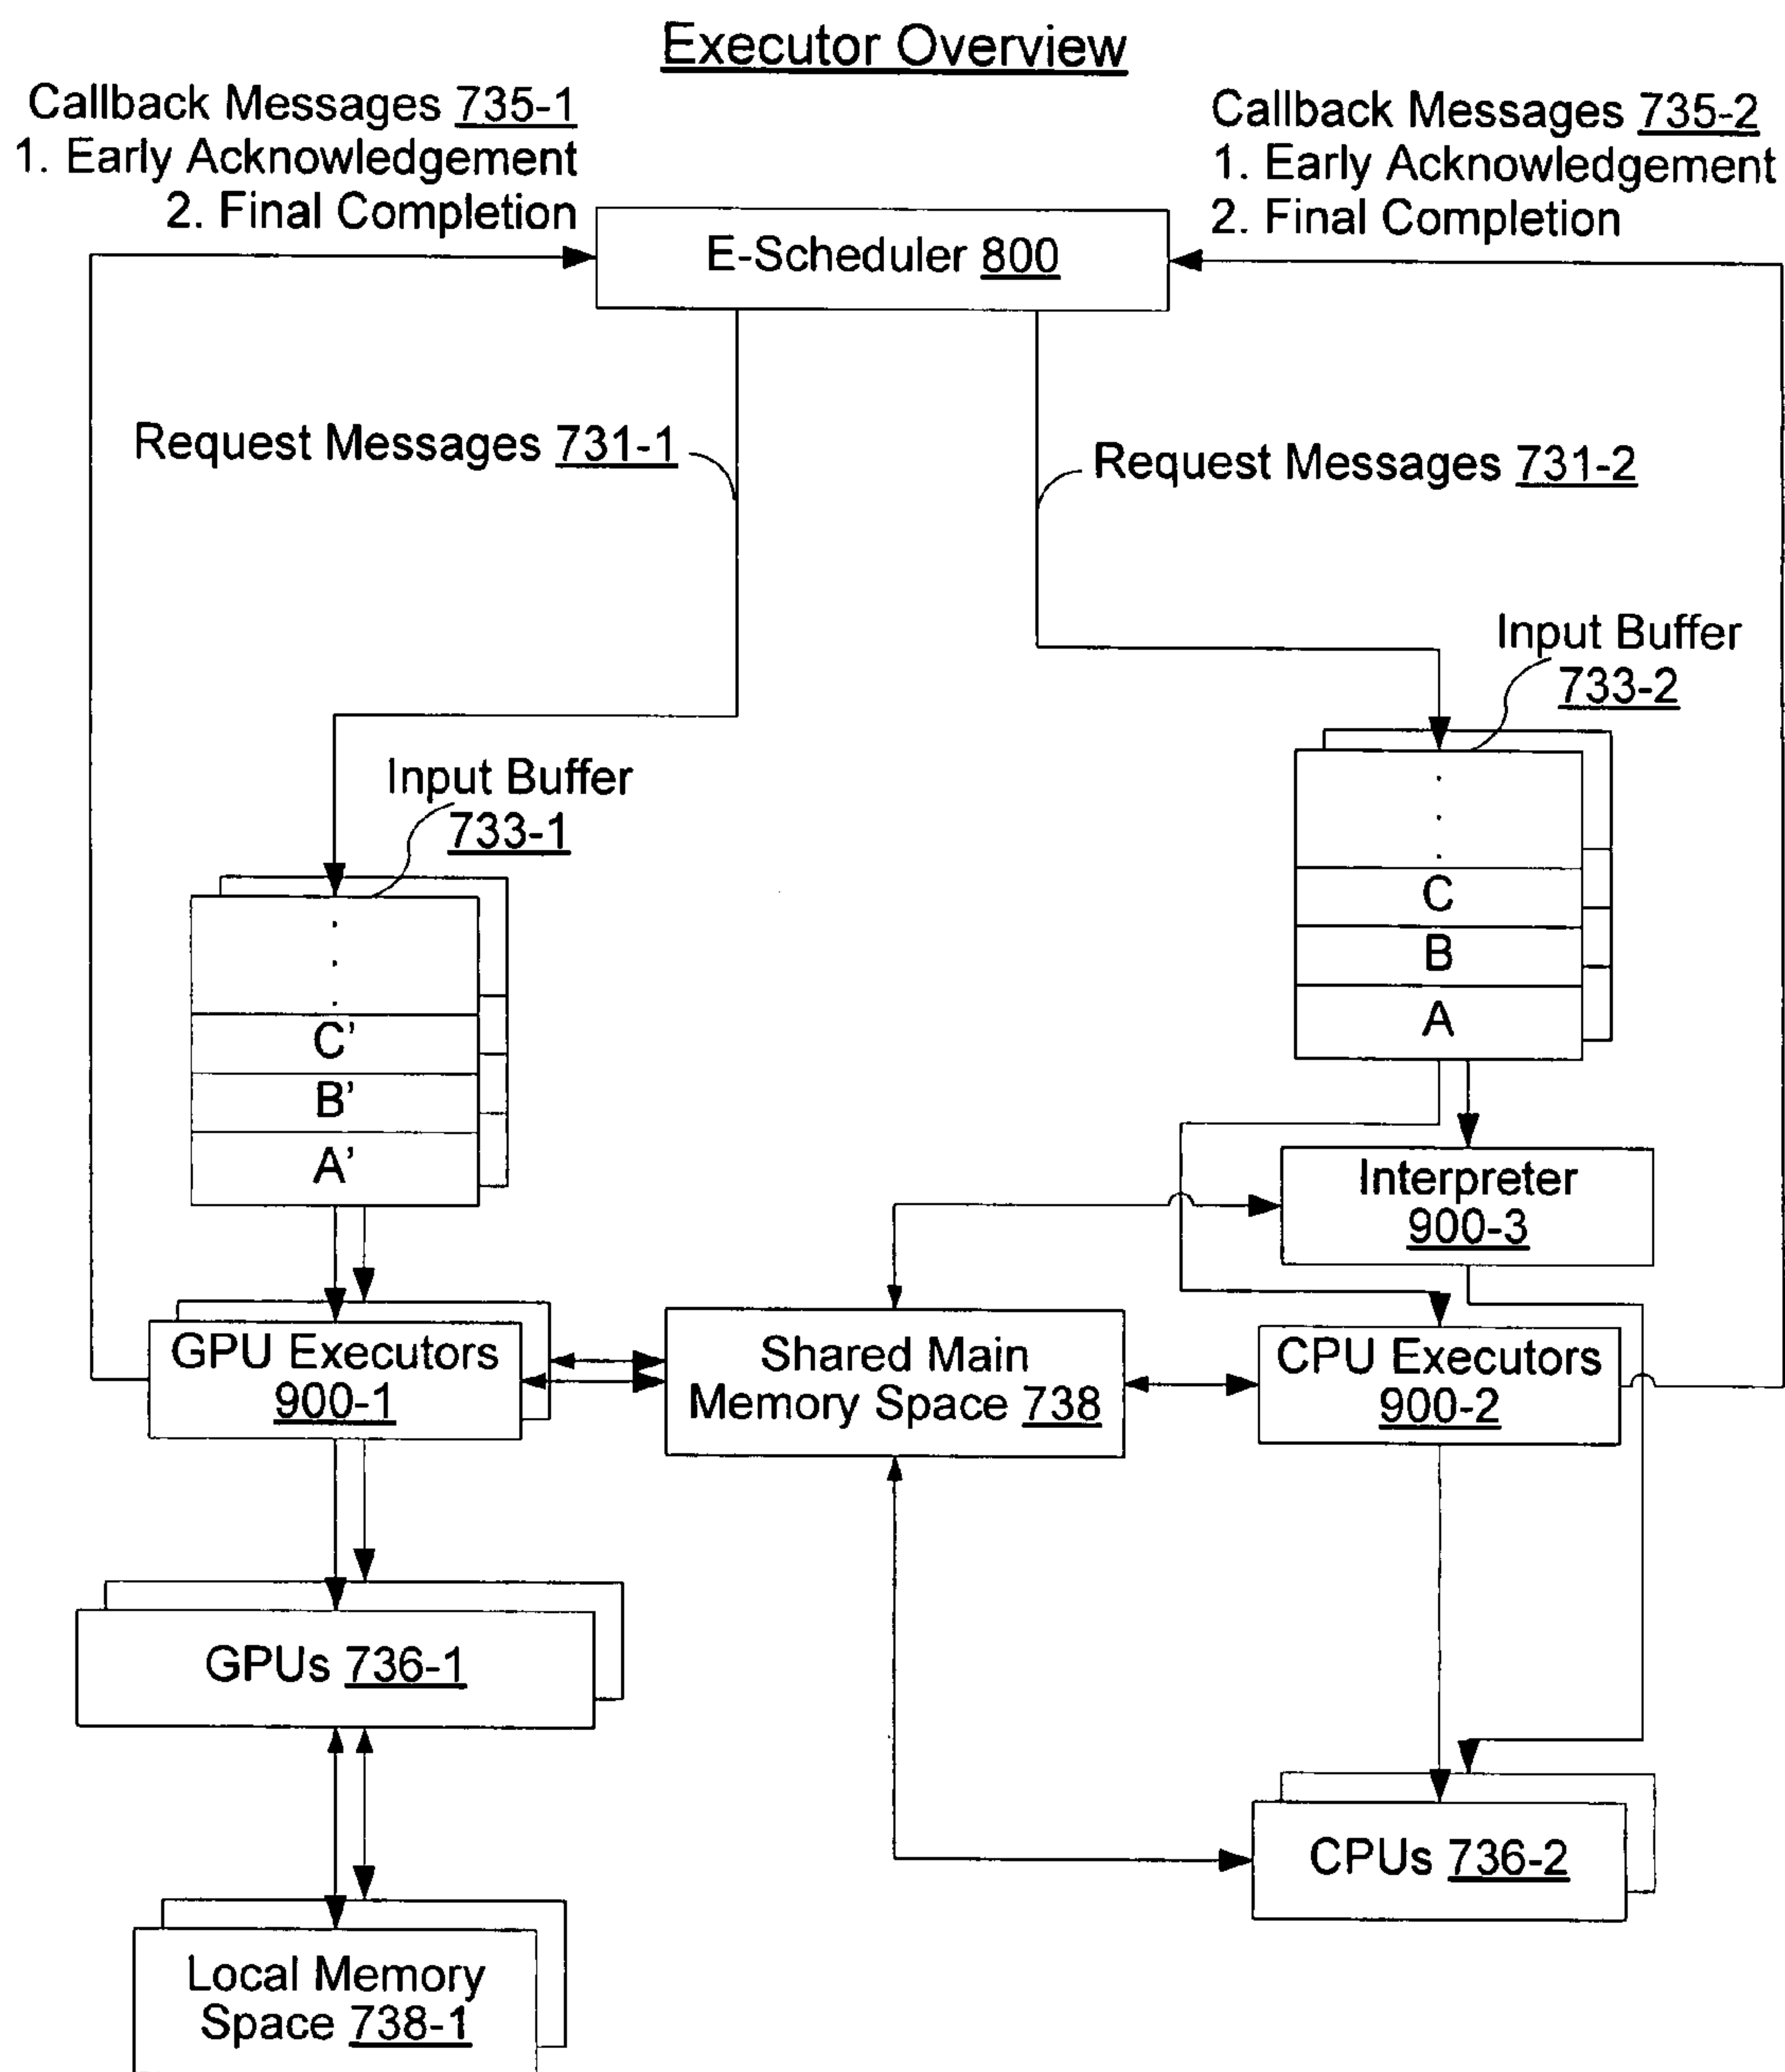 Executor Overview
Callback Messages 735-1
1. Early Acknowledgement
2. Final Completion
Callback Messages 735-2
1. Early Acknowledgement
2. Final Completion
E-Scheduler 800
Request Messages 731-1
Request Messages 731-2
Input Buffer
733-2
Input Buffer
733-1
C
B
A
C’
B’
A’
Interpreter
900-3
GPU Executors
900-1
Shared Main
Memory Space 738
CPU Executors
900-2
GPUs 736-1
CPUs 736-2
Local Memory
Space 738-1